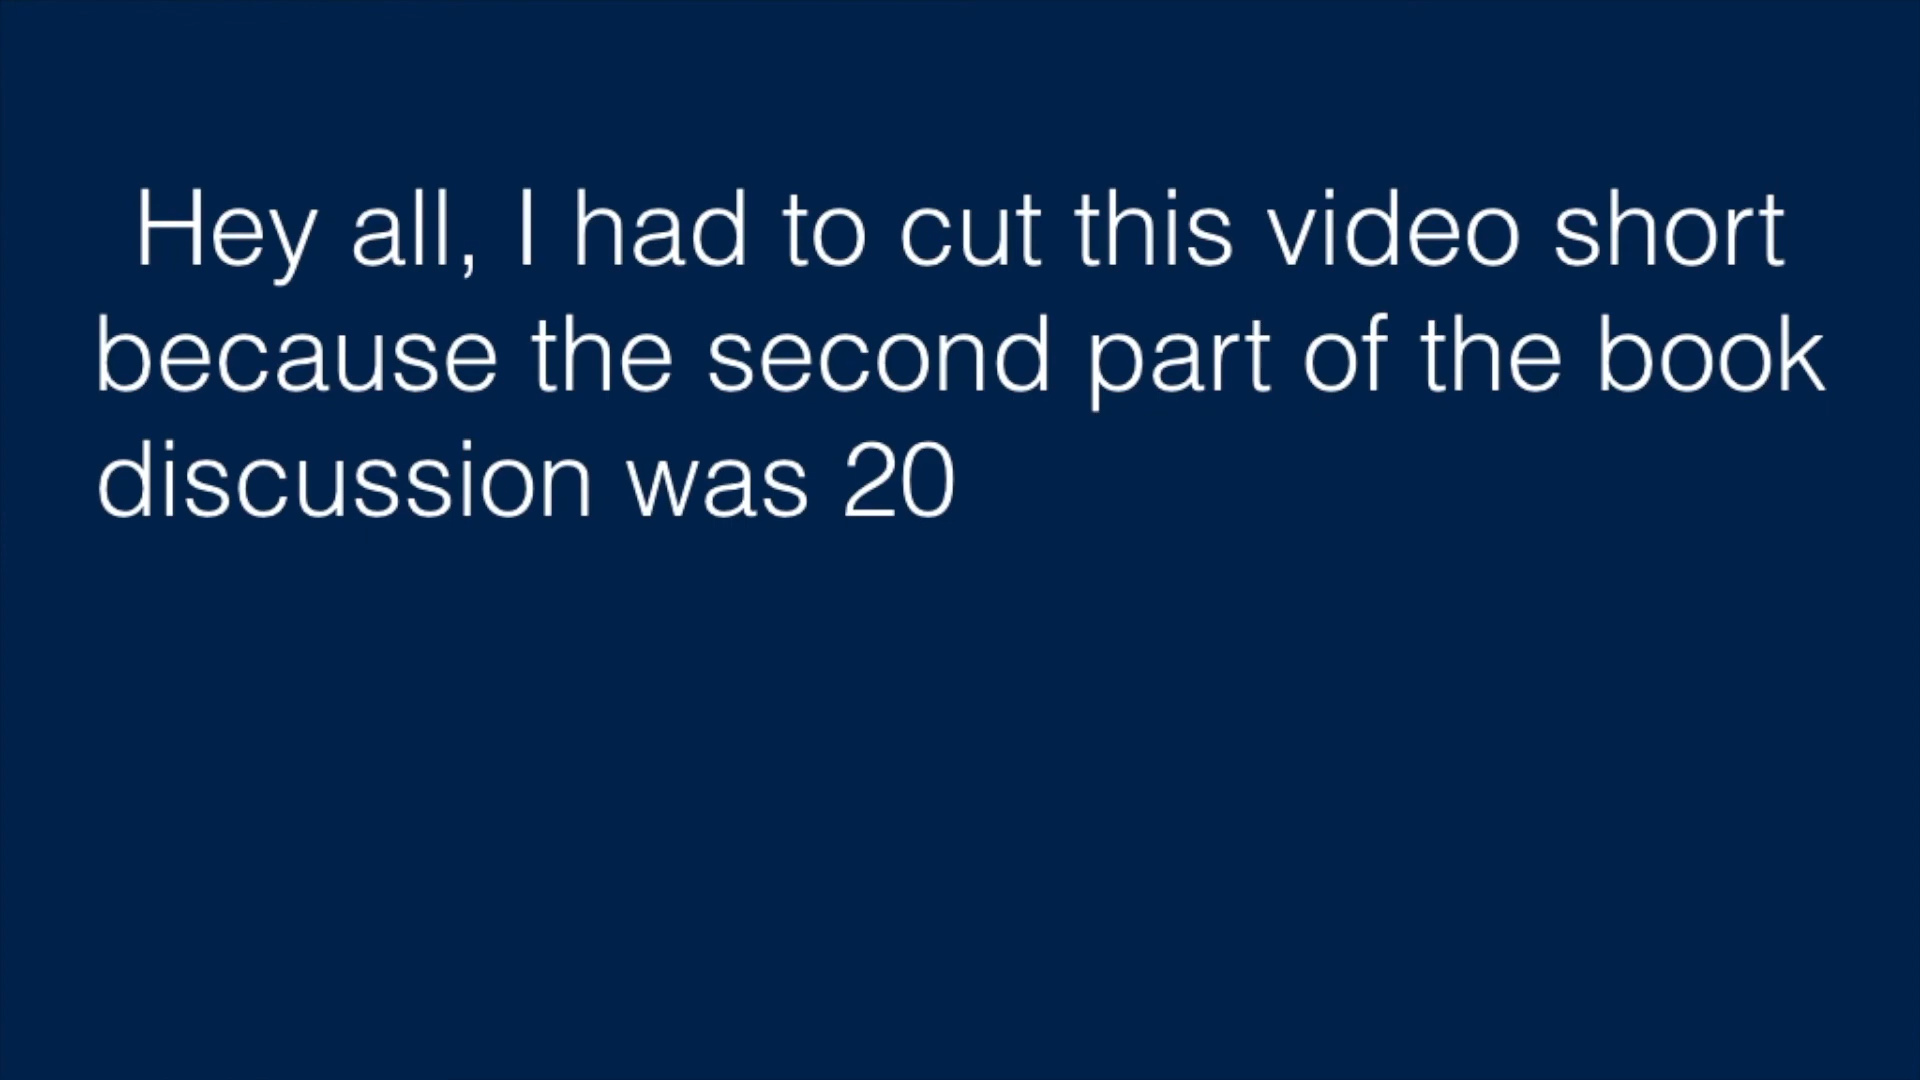 Hey all, I had to cut this video short
because the second part of the book
discussion was 20